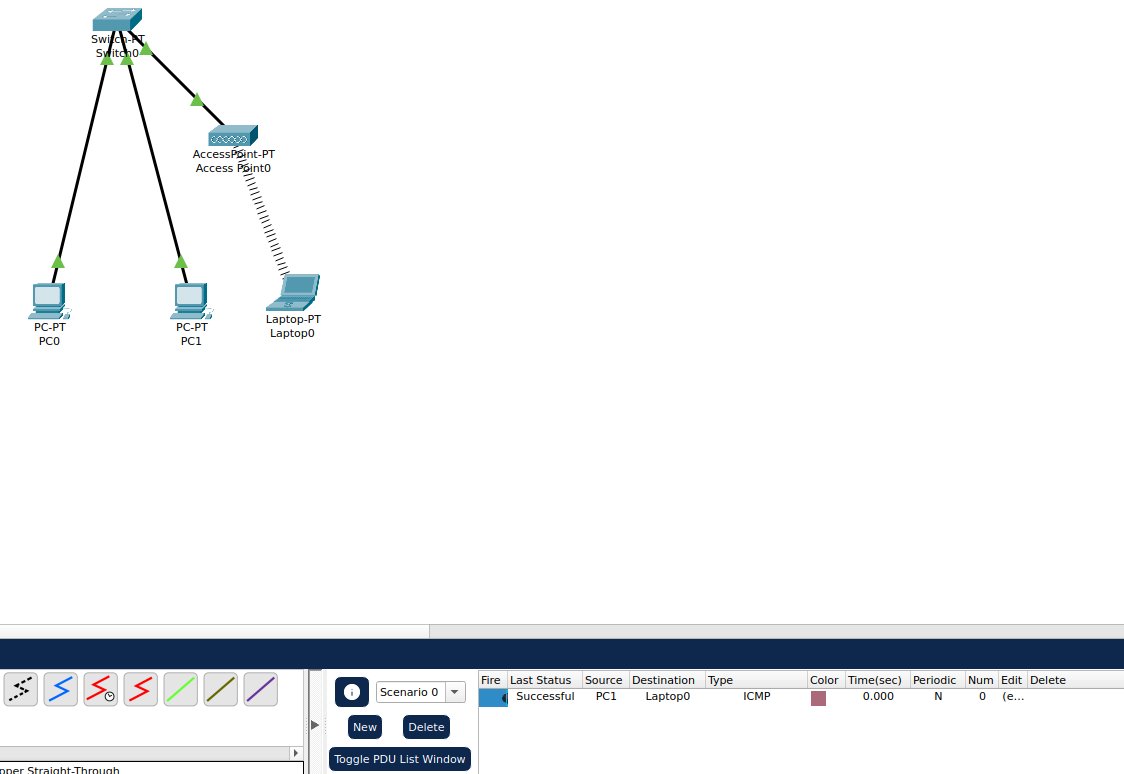 Switch-PT
Switch0
AccessPoint-PT
Access Point0
Laptop-PT
Laptop0
PC-PT
PC0
PC-PT
PC1
Scenario 0
New
Delete
Toggle PDU List Window
Fire Last Status Source Destination Type Color Time(sec) Periodic Num Edit Delete
Successful PC1 Laptop0 ICMP 0.000 N 0 (e...
pper Straight-Through